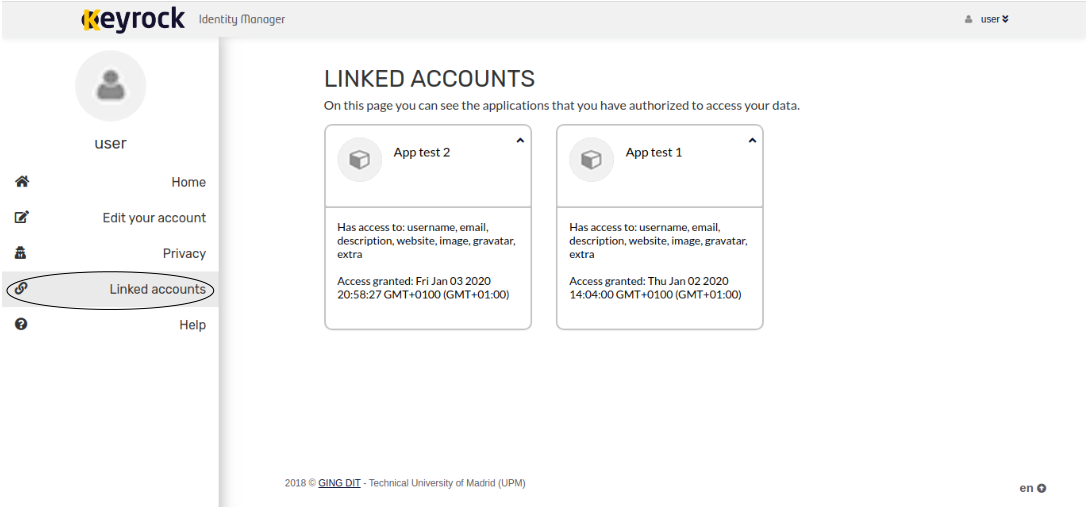 Keyrock Identity Manager
user
user
Home
Edit your account
Privacy
Linked accounts
Help
LINKED ACCOUNTS
On this page you can see the applications that you have authorized to access your data.
App test 2
Has access to: username, email,
description, website, image, gravatar,
extra
Access granted: Fri Jan 03 2020
20:58:27 GMT+0100 (GMT+01:00)
App test 1
Has access to: username, email,
description, website, image, gravatar,
extra
Access granted: Thu Jan 02 2020
14:04:00 GMT+0100 (GMT+01:00)
2018 © GING DIT - Technical University of Madrid (UPM)
en